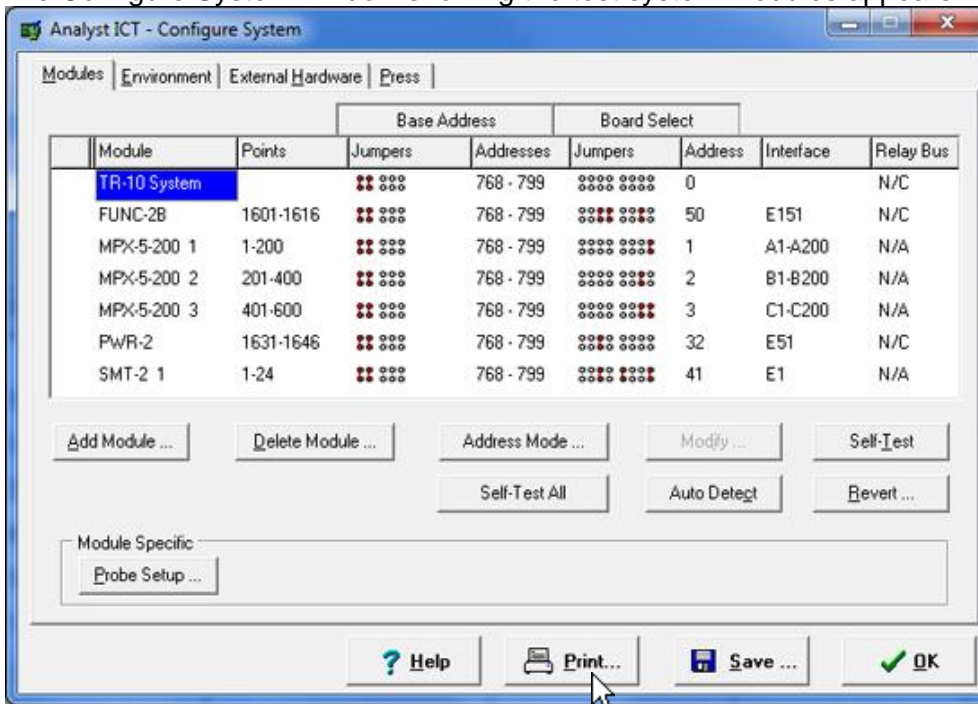 Analyst ICT - Configure System
Modules Environment External Hardware Press
Base Address Board Select
Module Points Jumpers Addresses Jumpers Address Interface Relay Bus
TR-10 System 768 - 799 0 N/C
FUNC-2B 1601-1616 768 - 799 50 E151 N/C
MPX-5-200 1 1-200 768 - 799 1 A1-A200 N/A
MPX-5-200 2 201-400 768 - 799 2 B1-B200 N/A
MPX-5-200 3 401-600 768 - 799 3 C1-C200 N/A
PWR-2 1631-1646 768 - 799 32 E51 N/C
SMT-2 1 1-24 768 - 799 41 E1 N/A
Add Module ... Delete Module ... Address Mode ... Modify ... Self-Test
Self-Test All Auto Detect Revert ...
Module Specific
Probe Setup ...
Help Print... Save ... OK